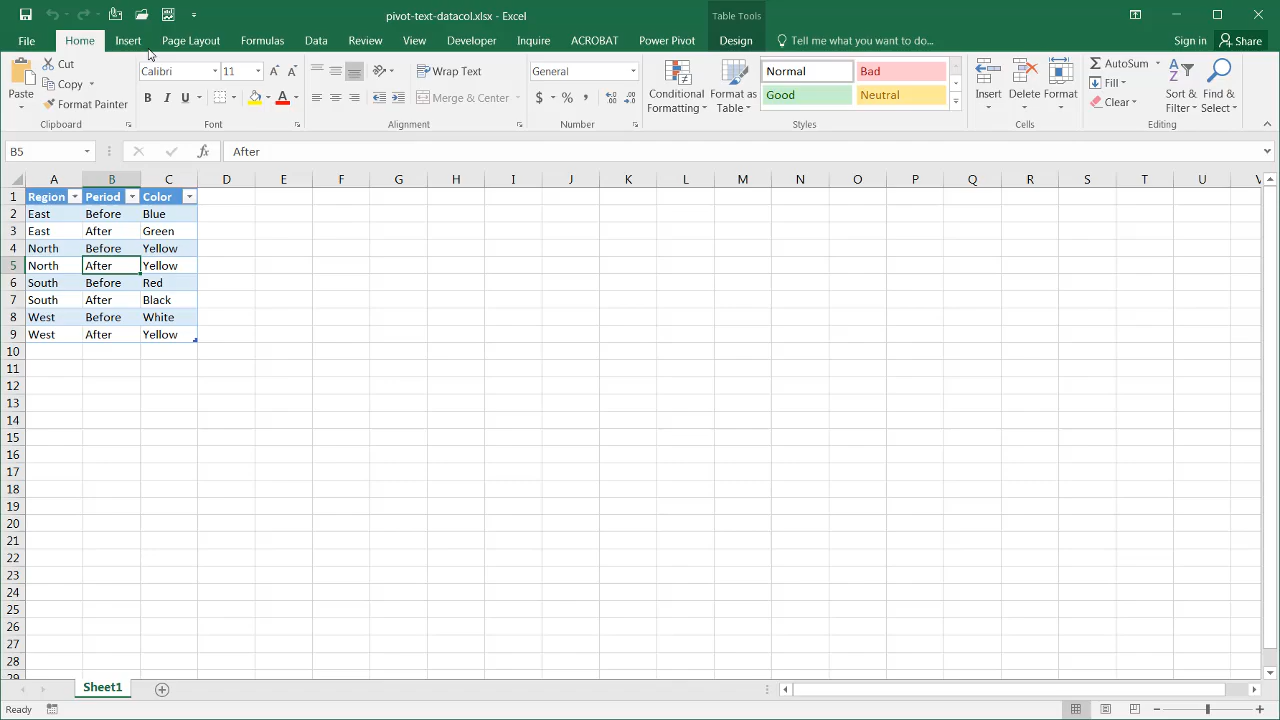 pivot-text-datacol.xlsx - Excel
Table Tools
File Home Insert Page Layout Formulas Data Review View Developer Inquire ACROBAT Power Pivot Design Tell me what you want to do... Sign in Share
Paste
Cut
Copy
Format Painter
Clipboard
Calibri 11
B I U
Font
Wrap Text
Merge & Center
Alignment
General
$ %
Number
Conditional Formatting
Format as Table
Normal Bad
Good Neutral
Styles
Insert Delete Format
Cells
AutoSum
Fill
Clear
Sort & Filter
Find & Select
Editing
B5 fx After
A B C D E F G H I J K L M N O P Q R S T U V
1 Region Period Color
2 East Before Blue
3 East After Green
4 North Before Yellow
5 North After Yellow
6 South Before Red
7 South After Black
8 West Before White
9 West After Yellow
10
11
12
13
14
15
16
17
18
19
20
21
22
23
24
25
26
27
28
29
Sheet1
Ready